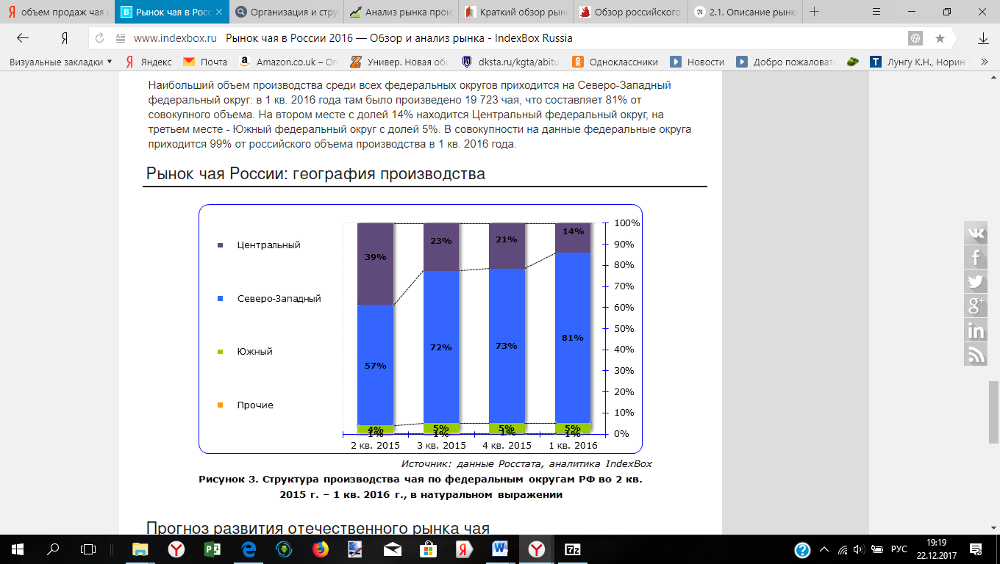 объем продаж чая
Рынок чая в Росс
Организация и стру
Анализ рынка прои
Краткий обзор рын
Обзор российского
2.1. Описание рынк
www.indexbox.ru Рынок чая в России 2016 — Обзор и анализ рынка - IndexBox Russia
Визуальные закладки
Яндекс
Почта
Amazon.co.uk – On
Универ. Новая общ
dksta.ru/kgta/abitu
Одноклассники
Новости
Добро пожаловать
Лунгу К.Н., Норин
Наибольший объем производства среди всех федеральных округов приходится на Северо-Западный
федеральный округ: в 1 кв. 2016 года там было произведено 19 723 чая, что составляет 81% от
совокупного объема. На втором месте с долей 14% находится Центральный федеральный округ, на
третьем месте - Южный федеральный округ с долей 5%. В совокупности на данные федеральные округа
приходится 99% от российского объема производства в 1 кв. 2016 года.
Рынок чая России: география производства
Центральный
Северо-Западный
Южный
Прочие
39%
23%
21%
14%
57%
72%
73%
81%
4%
5%
5%
5%
1%
1%
1%
1%
100%
90%
80%
70%
60%
50%
40%
30%
20%
10%
0%
2 кв. 2015
3 кв. 2015
4 кв. 2015
1 кв. 2016
Источник: данные Росстата, аналитика IndexBox
Рисунок 3. Структура производства чая по федеральным округам РФ во 2 кв.
2015 г. – 1 кв. 2016 г., в натуральном выражении
Прогноз развития отечественного рынка чая
РУС
19:19
22.12.2017